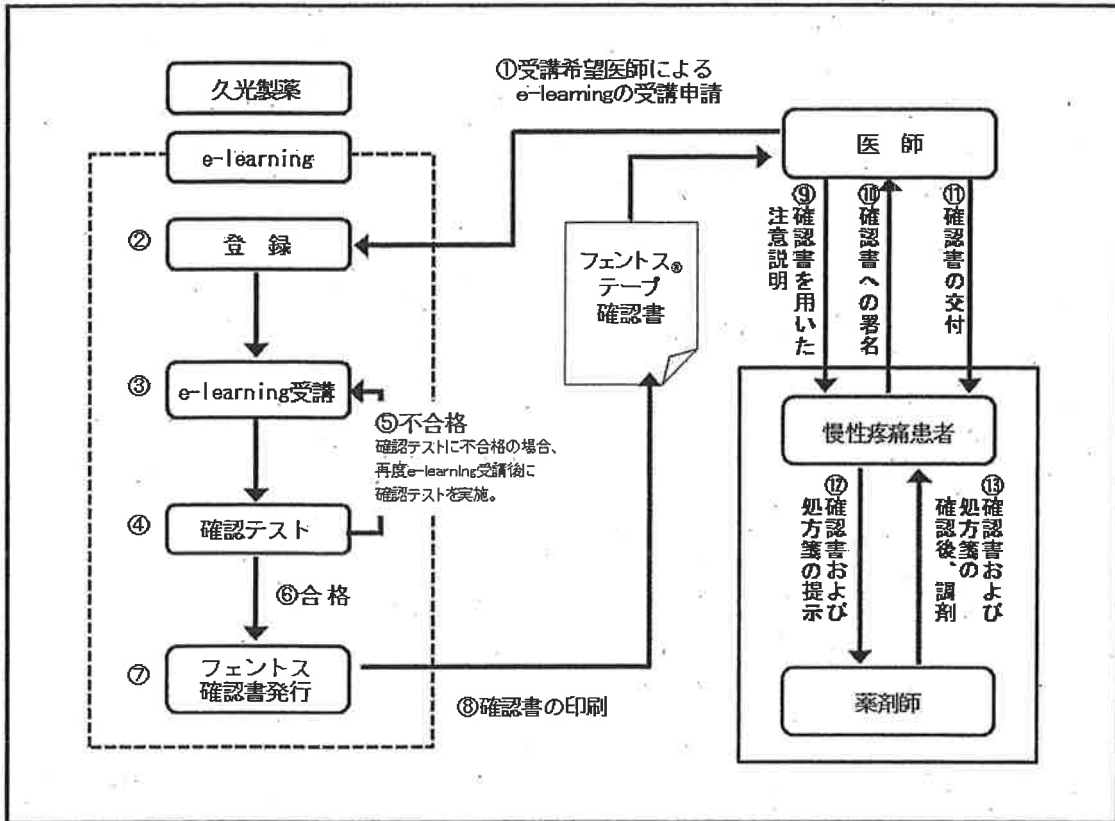 久光製薬
e-learning
①受講希望医師による
e-learningの受講申請
医　師
② 登　録
フェントス®
テープ
確認書
⑨確認書を用いた
注意説明
⑩確認書への署名
⑪確認書の交付
③ e-learning受講
⑤不合格
確認テストに不合格の場合、
再度e-learning受講後に
確認テストを実施。
④ 確認テスト
⑥合格
⑦ フェントス
確認書発行
⑧確認書の印刷
慢性疼痛患者
⑫確認書および
処方箋の提示
⑬確認書および
処方箋の
確認後、調剤
薬剤師